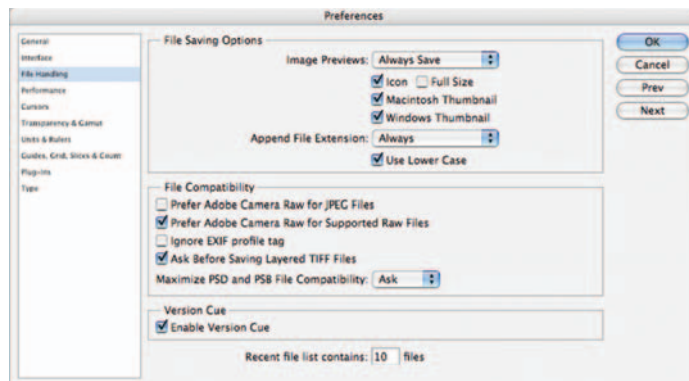 Preferences
General
Interface
File Handling
Performance
Cursors
Transparency & Gamut
Units & Rulers
Guides, Grid, Slices & Count
Plug-Ins
Type
File Saving Options
Image Previews: Always Save
Icon Full Size
Macintosh Thumbnail
Windows Thumbnail
Append File Extension: Always
Use Lower Case
File Compatibility
Prefer Adobe Camera Raw for JPEG Files
Prefer Adobe Camera Raw for Supported Raw Files
Ignore EXIF profile tag
Ask Before Saving Layered TIFF Files
Maximize PSD and PSB File Compatibility: Ask
Version Cue
Enable Version Cue
Recent file list contains: 10 files
OK
Cancel
Prev
Next